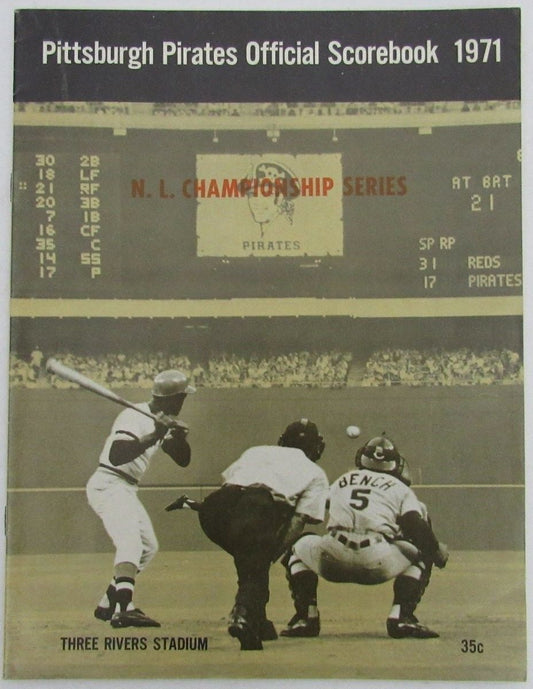 Pittsburgh Pirates Official Scorebook 1971
N. L. CHAMPIONSHIP SERIES
30 2B
18 LF
21 RF
20 3B
7 1B
16 CF
35 C
14 SS
17 P
PIRATES
AT BAT
21
SP RP
31 REDS
17 PIRATES
BENCH
5
THREE RIVERS STADIUM
35c